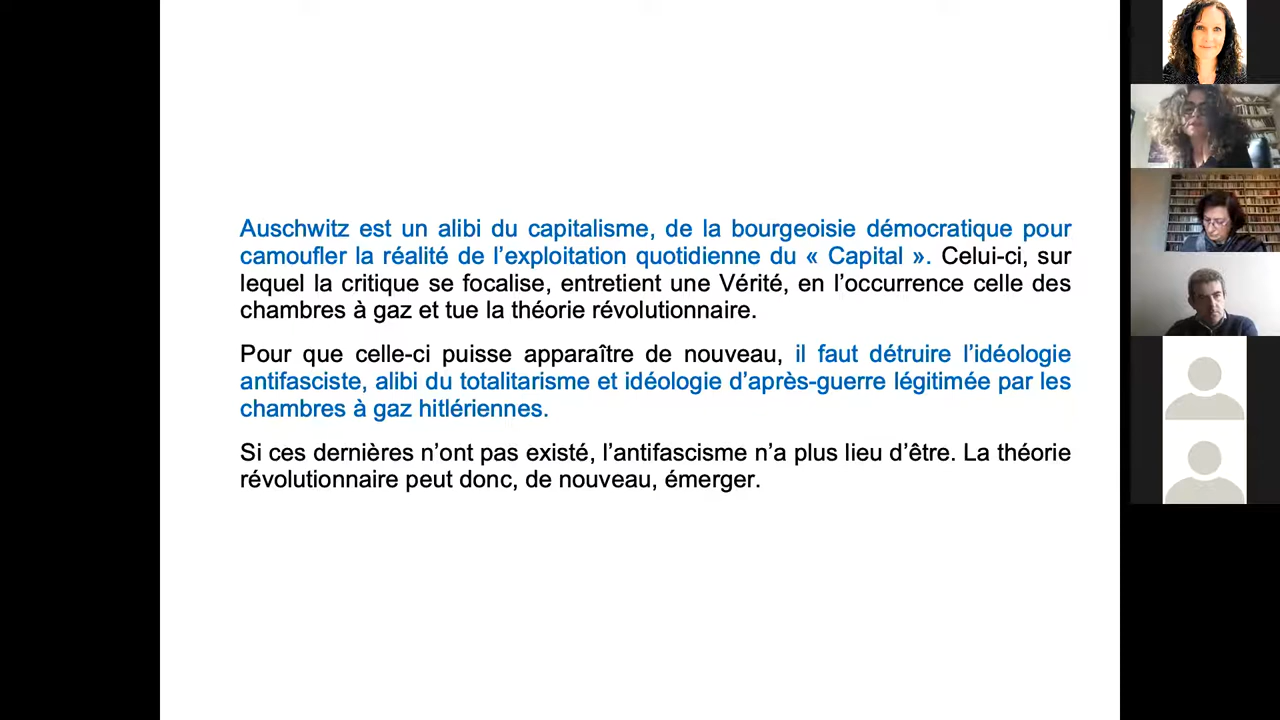 Auschwitz est un alibi du capitalisme, de la bourgeoisie démocratique pour
camoufler la réalité de l’exploitation quotidienne du « Capital ». Celui-ci, sur
lequel la critique se focalise, entretient une Vérité, en l’occurrence celle des
chambres à gaz et tue la théorie révolutionnaire.
Pour que celle-ci puisse apparaître de nouveau, il faut détruire l’idéologie
antifasciste, alibi du totalitarisme et idéologie d’après-guerre légitimée par les
chambres à gaz hitlériennes.
Si ces dernières n’ont pas existé, l’antifascisme n’a plus lieu d’être. La théorie
révolutionnaire peut donc, de nouveau, émerger.